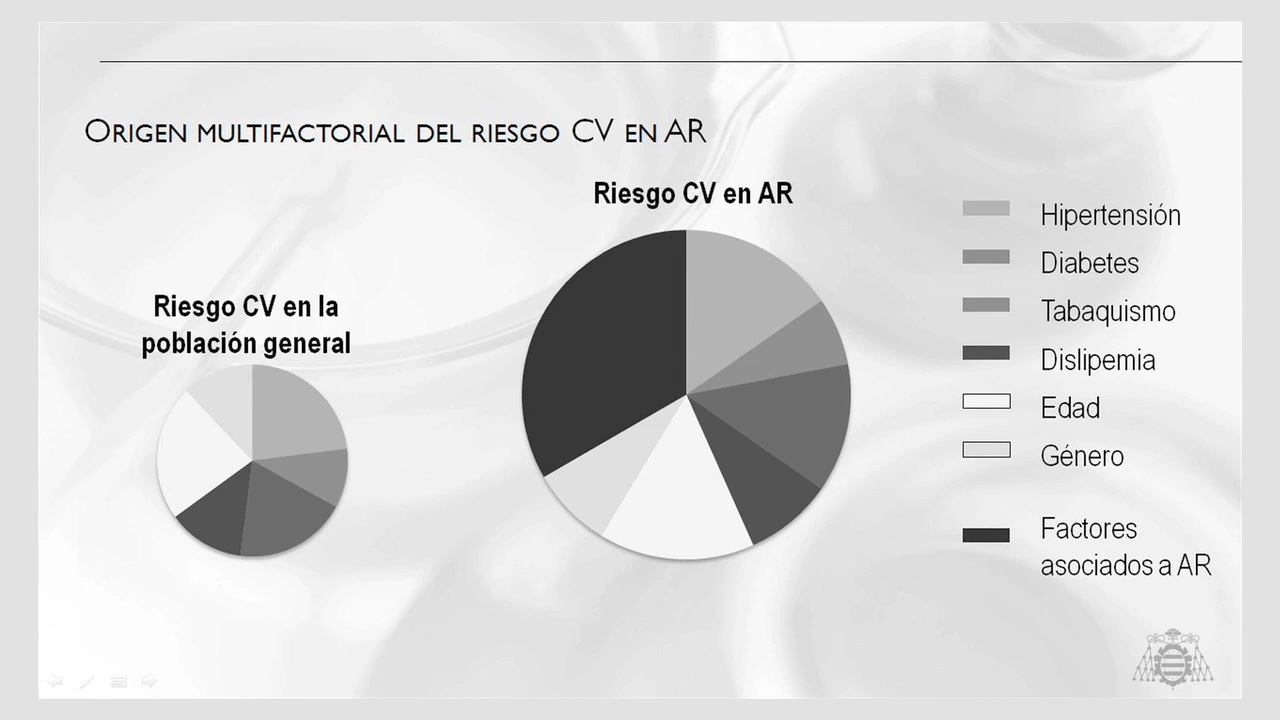 ORIGEN MULTIFACTORIAL DEL RIESGO CV EN AR
Riesgo CV en AR
Riesgo CV en la
población general
Hipertensión
Diabetes
Tabaquismo
Dislipemia
Edad
Género
Factores
asociados a AR